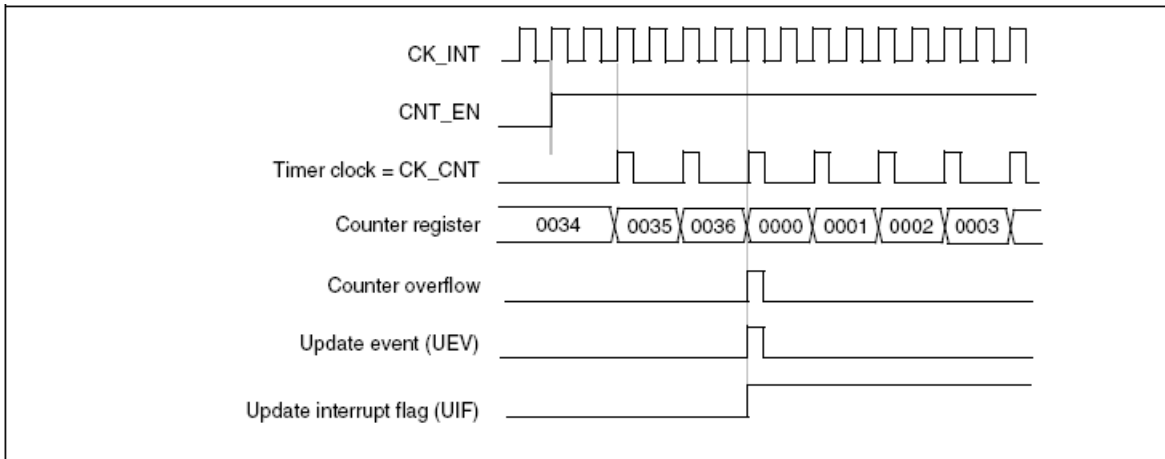 CK_INT
CNT_EN
Timer clock = CK_CNT
Counter register 0034 0035 0036 0000 0001 0002 0003
Counter overflow
Update event (UEV)
Update interrupt flag (UIF)